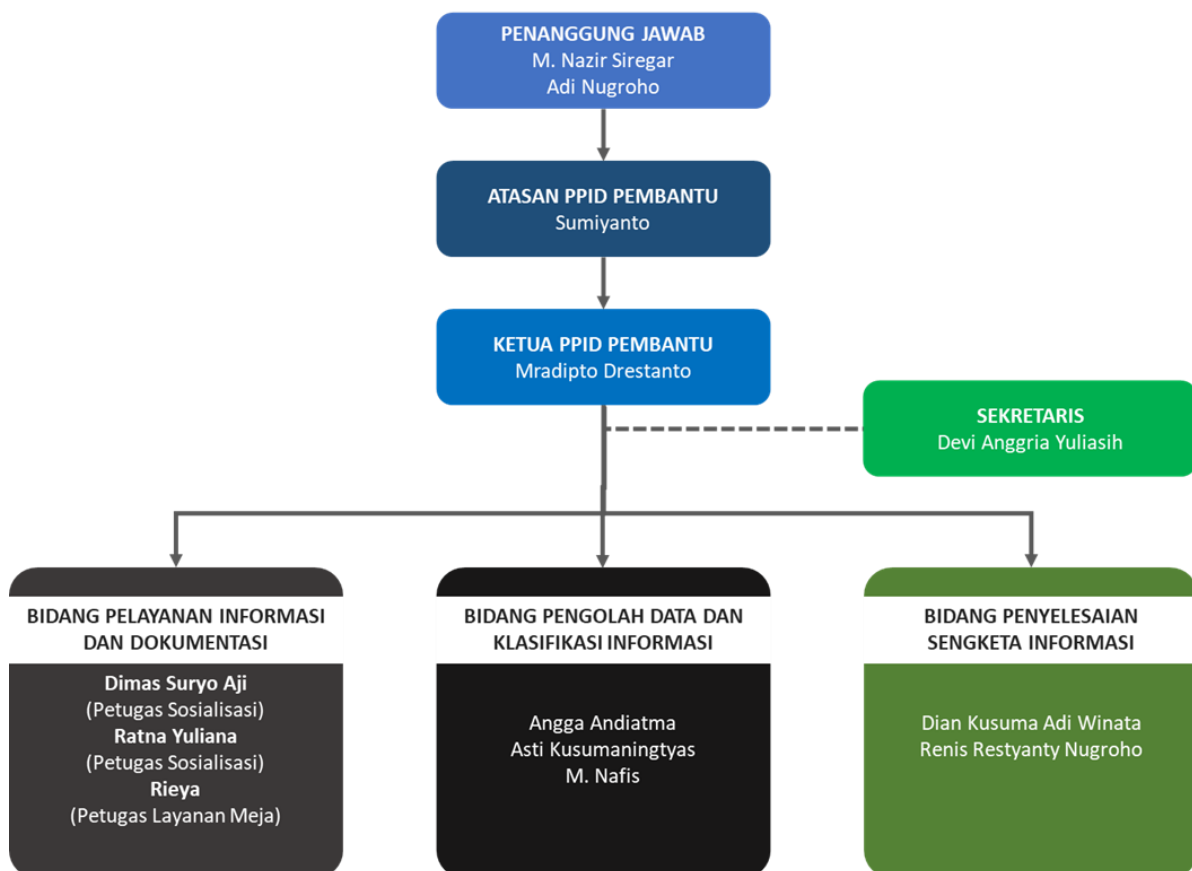 PENANGGUNG JAWAB
M. Nazir Siregar
Adi Nugroho
ATASAN PPID PEMBANTU
Sumiyanto
KETUA PPID PEMBANTU
Mradipto Drestanto
SEKRETARIS
Devi Anggria Yuliasih
BIDANG PELAYANAN INFORMASI
DAN DOKUMENTASI
Dimas Suryo Aji
(Petugas Sosialisasi)
Ratna Yuliana
(Petugas Sosialisasi)
Rieya
(Petugas Layanan Meja)
BIDANG PENGOLAH DATA DAN
KLASIFIKASI INFORMASI
Angga Andiatma
Asti Kusumaningtyas
M. Nafis
BIDANG PENYELESAIAN
SENGKETA INFORMASI
Dian Kusuma Adi Winata
Renis Restyanty Nugroho